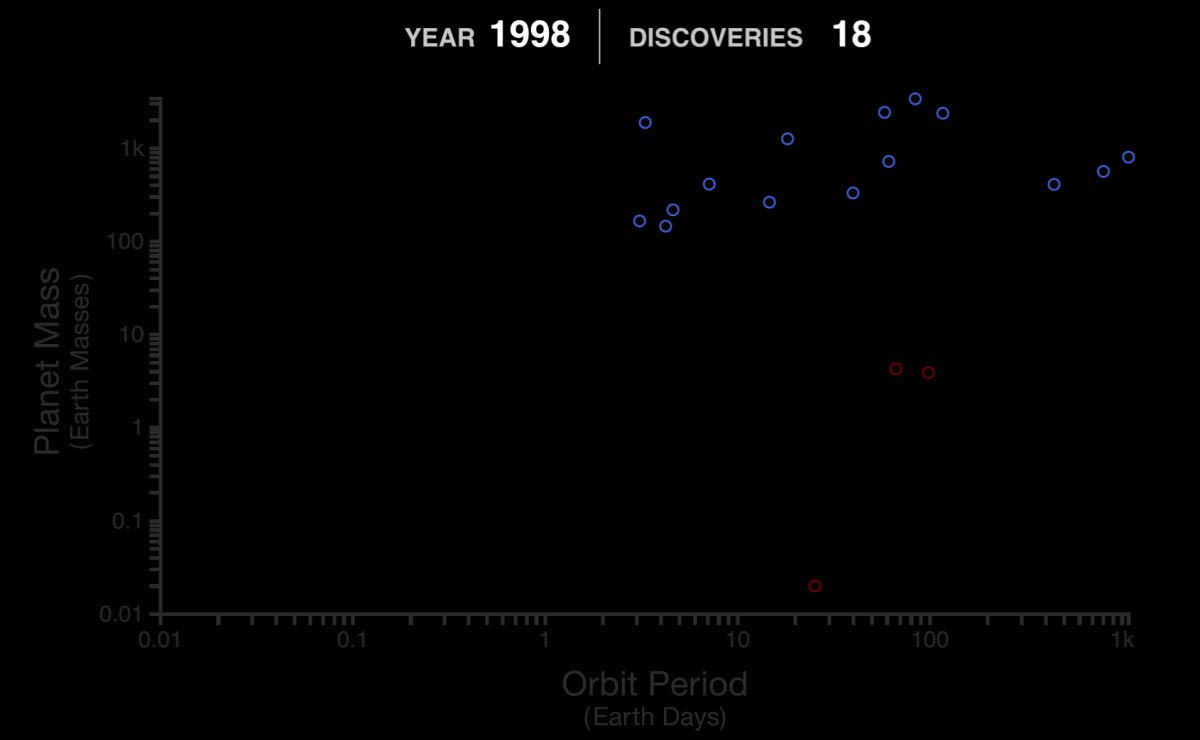 YEAR 1998 DISCOVERIES 18
1k
100
10
1
0.1
0.01
Planet Mass
(Earth Masses)
0.01 0.1 1 10 100 1k
Orbit Period
(Earth Days)